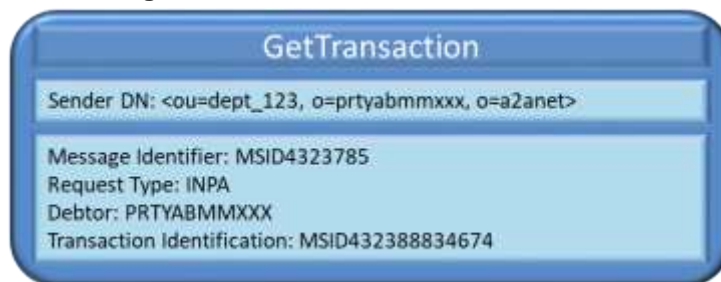 GetTransaction
Sender DN: <ou=dept_123, o=prtyabmmxxx, o=a2anet>
Message Identifier: MSID4323785
Request Type: INPA
Debtor: PRTYABMMXXX
Transaction Identification: MSID432388834674